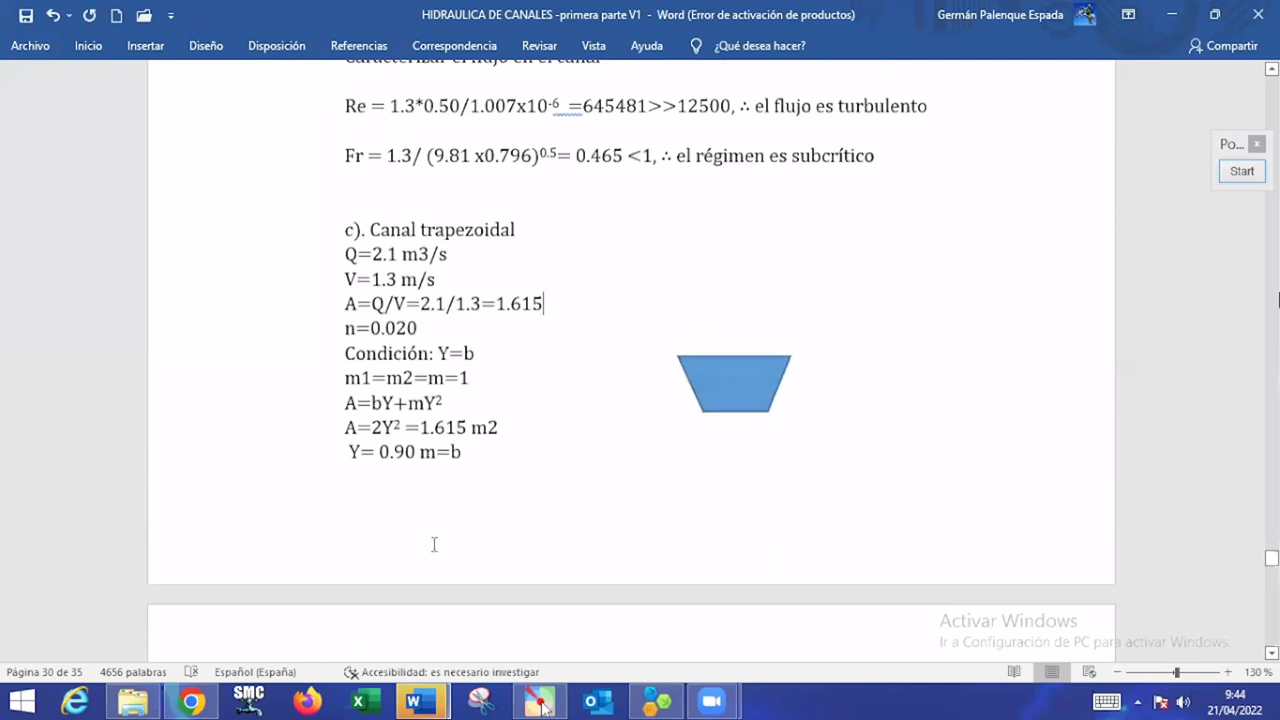 HIDRAULICA DE CANALES -primera parte V1 - Word (Error de activación de productos)
Germán Palenque Espada
Archivo Inicio Insertar Diseño Disposición Referencias Correspondencia Revisar Vista Ayuda ¿Qué desea hacer? Compartir
Caracterizar el flujo en el canal
Re = 1.3*0.50/1.007x10-6 =645481>>12500, ∴ el flujo es turbulento
Fr = 1.3/ (9.81 x0.796)0.5= 0.465 <1, ∴ el régimen es subcrítico
Po... x
Start
c). Canal trapezoidal
Q=2.1 m3/s
V=1.3 m/s
A=Q/V=2.1/1.3=1.615
n=0.020
Condición: Y=b
m1=m2=m=1
A=bY+mY²
A=2Y² =1.615 m2
Y= 0.90 m=b
Activar Windows
Ir a Configuración de PC para activar Windows.
Página 30 de 35 4656 palabras Español (España) Accesibilidad: es necesario investigar 130 %
SMC
9:44
21/04/2022